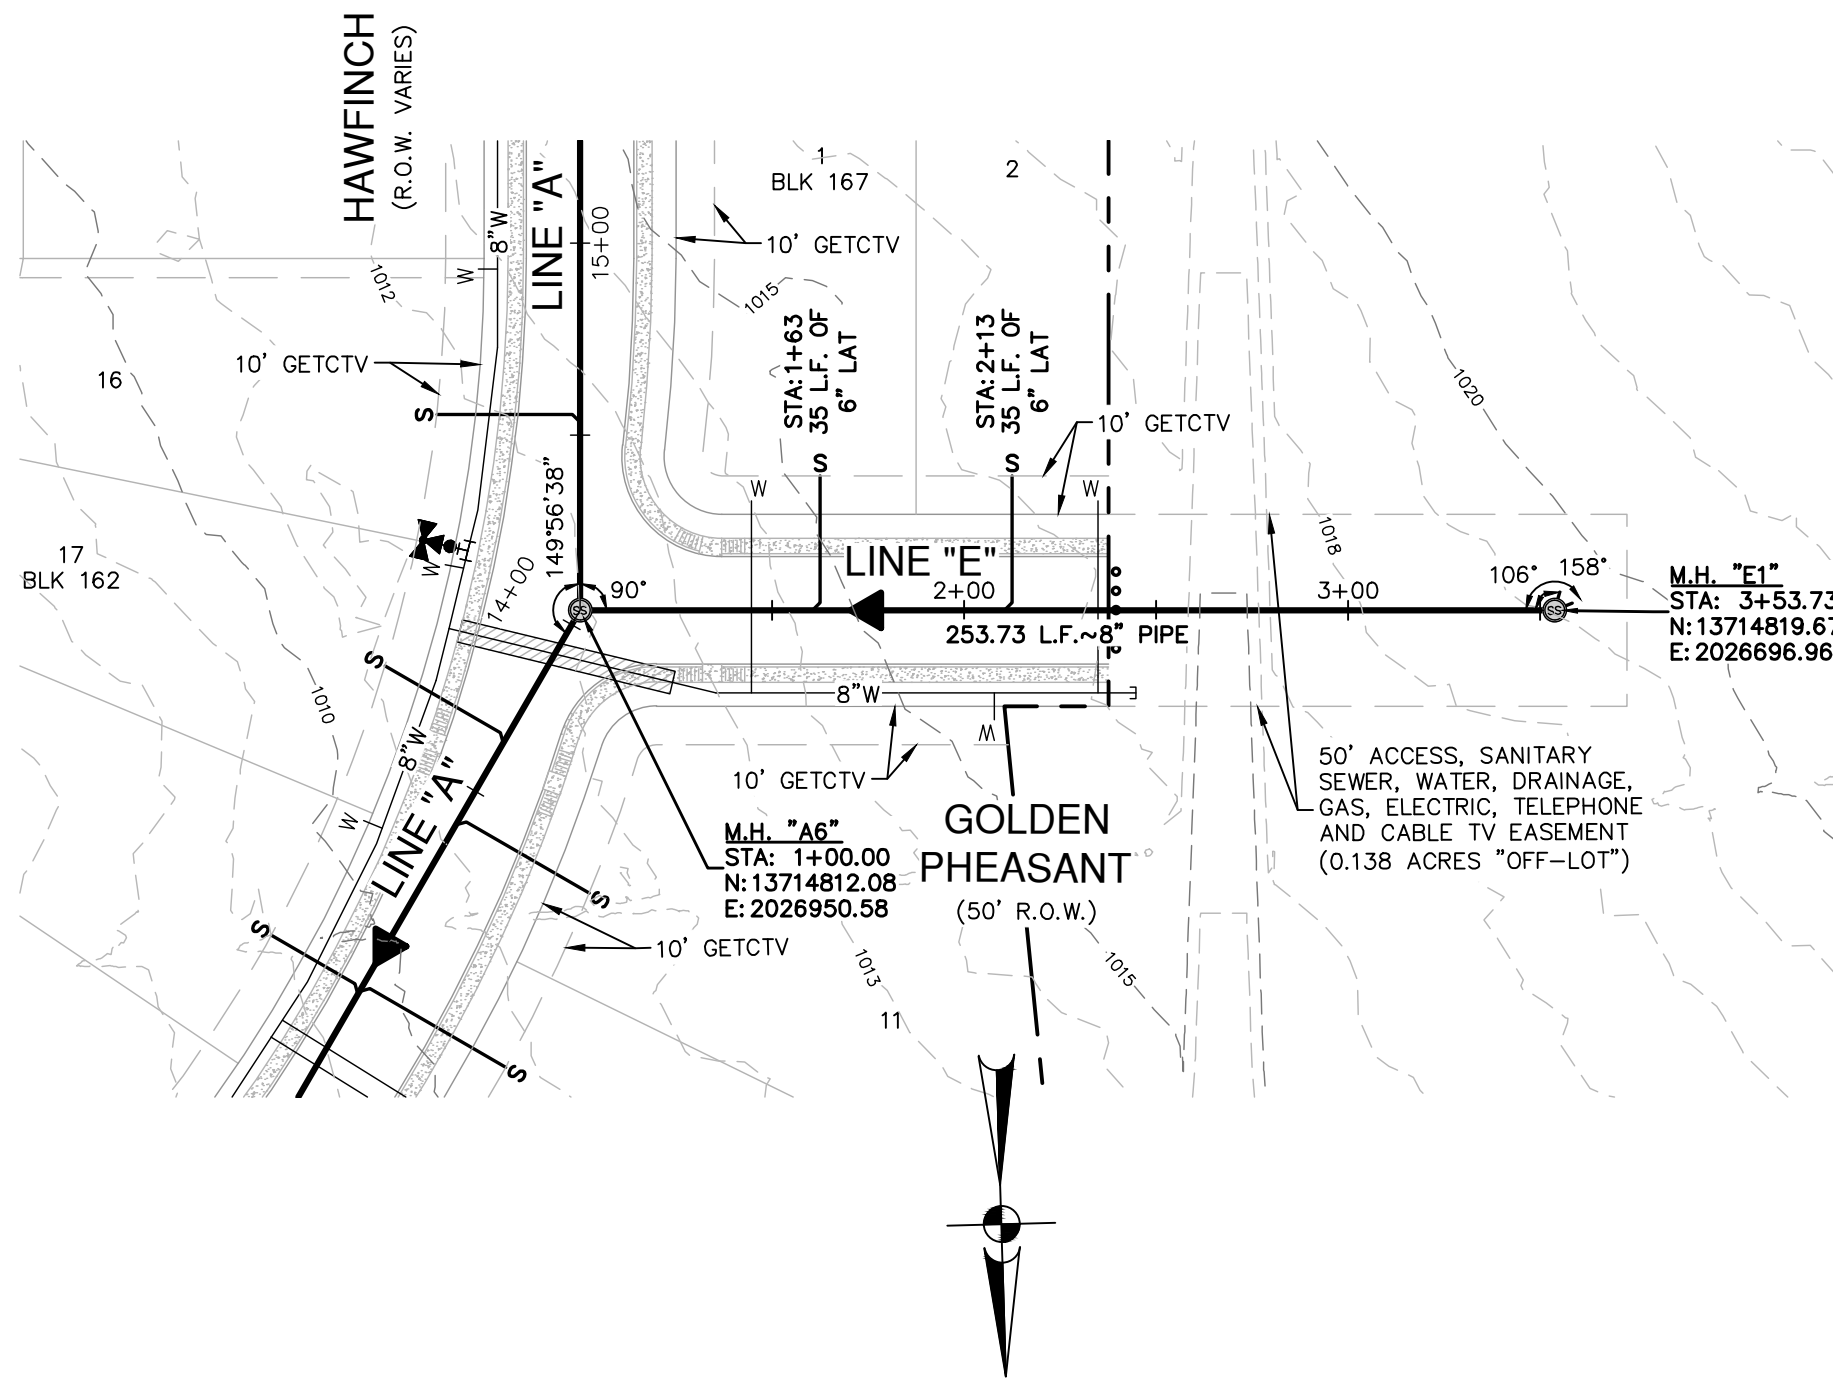 HAWFINCH
(R.O.W. VARIES)
LINE "A"
15+00
8"W
W
1012
10' GETCTV
16
S
1
BLK 167
2
10' GETCTV
1015
STA:1+63
35 L.F. OF
6" LAT
S
STA:2+13
35 L.F. OF
6" LAT
S
10' GETCTV
W
W
1020
1018
149°56'38"
14+00
W
17
BLK 162
SS
90°
LINE "E"
2+00
253.73 L.F.~8" PIPE
3+00
106°
158°
SS
M.H. "E1"
STA: 3+53.73
N:13714819.67
E:2026696.96
S
1010
8"W
LINE "A"
W
8"W
W
10' GETCTV
50' ACCESS, SANITARY
SEWER, WATER, DRAINAGE,
GAS, ELECTRIC, TELEPHONE
AND CABLE TV EASEMENT
(0.138 ACRES "OFF-LOT")
M.H. "A6"
STA: 1+00.00
N:13714812.08
E:2026950.58
GOLDEN
PHEASANT
(50' R.O.W.)
S
S
10' GETCTV
1013
1015
11
S